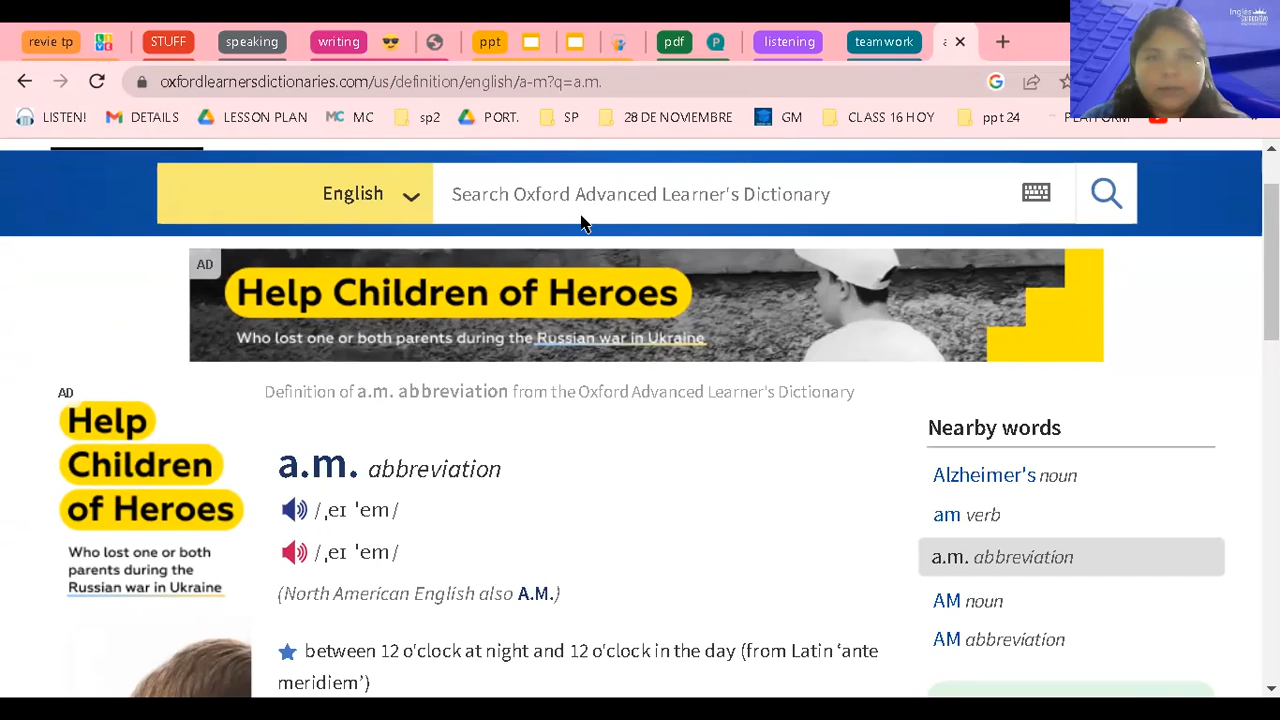 revie tp
STUFF
speaking
writing
ppt
pdf
listening
teamwork
oxfordlearnersdictionaries.com/us/definition/english/a-m?q=a.m.
LISTEN!
DETAILS
LESSON PLAN
MC MC
sp2
PORT.
SP
28 DE NOVIEMBRE
GM
CLASS 16 HOY
ppt 24
Ingles
English
Search Oxford Advanced Learner's Dictionary
AD
Help Children of Heroes
Who lost one or both parents during the Russian war in Ukraine
Definition of a.m. abbreviation from the Oxford Advanced Learner's Dictionary
AD
Help
Children
of Heroes
Who lost one or both
parents during the
Russian war in Ukraine
a.m. abbreviation
/ˌeɪ ˈem/
/ˌeɪ ˈem/
(North American English also A.M.)
between 12 o'clock at night and 12 o'clock in the day (from Latin ‘ante
meridiem’)
Nearby words
Alzheimer's noun
am verb
a.m. abbreviation
AM noun
AM abbreviation